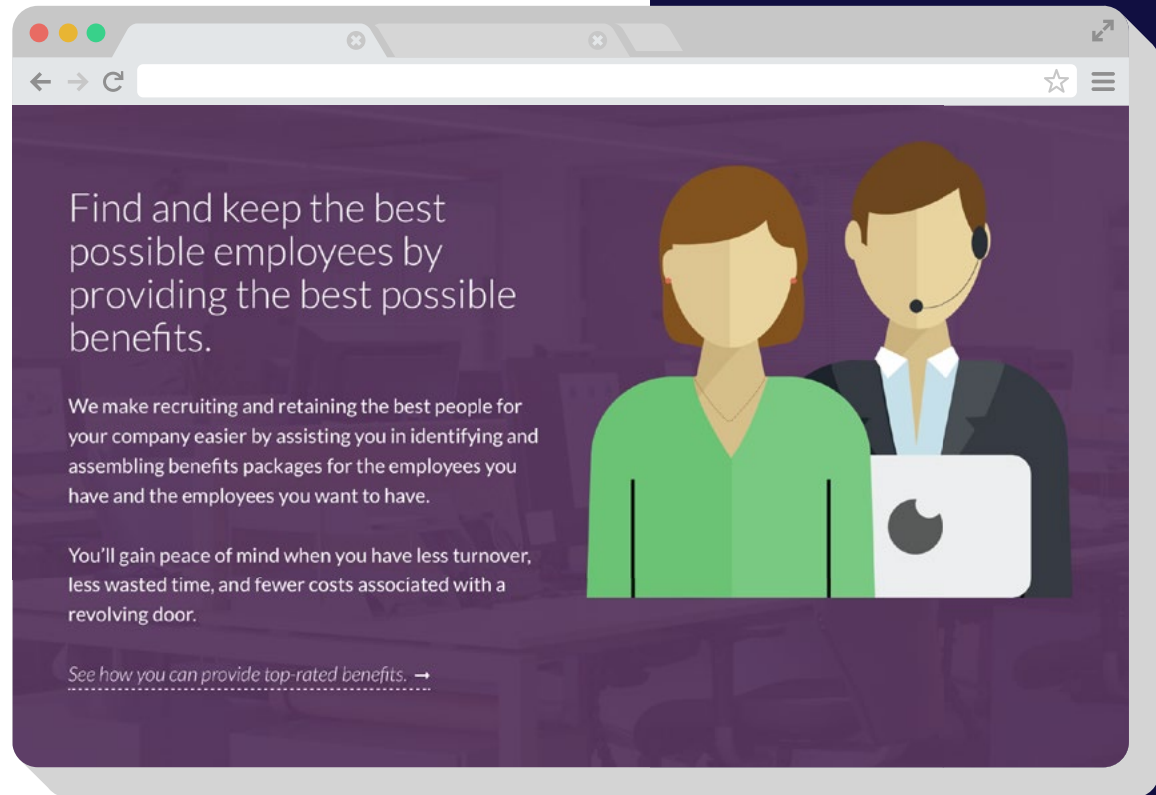 Find and keep the best
possible employees by
providing the best possible
benefits.
We make recruiting and retaining the best people for
your company easier by assisting you in identifying and
assembling benefits packages for the employees you
have and the employees you want to have.
You’ll gain peace of mind when you have less turnover,
less wasted time, and fewer costs associated with a
revolving door.
See how you can provide top-rated benefits. →